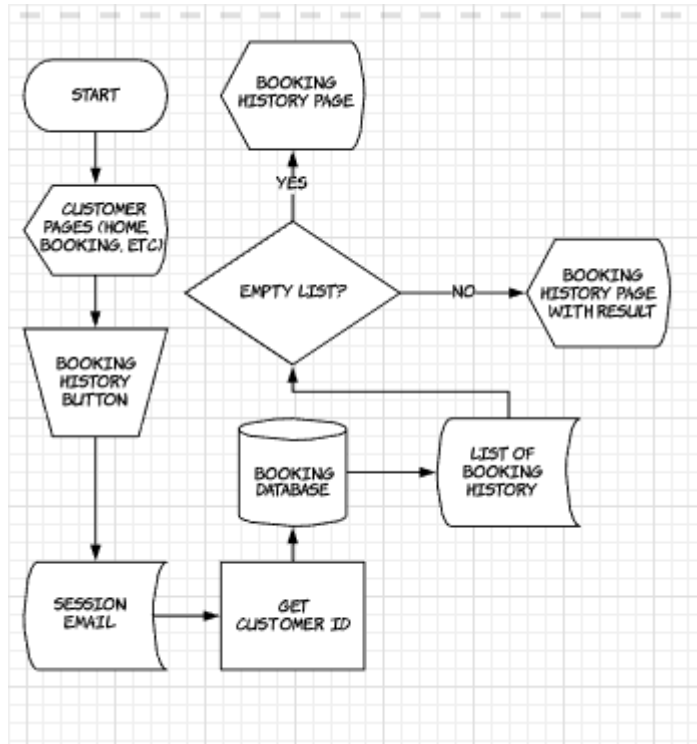 START
CUSTOMER
PAGES (HOME,
BOOKING, ETC)
BOOKING
HISTORY
BUTTON
SESSION
EMAIL
GET
CUSTOMER ID
BOOKING
DATABASE
LIST OF
BOOKING
HISTORY
EMPTY LIST?
YES
BOOKING
HISTORY PAGE
NO
BOOKING
HISTORY PAGE
WITH RESULT